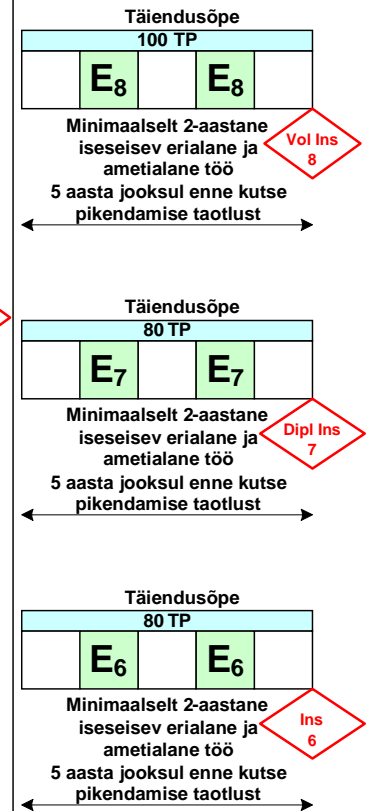 Täiendusõpe
100 TP
E8 E8
Minimaalselt 2-aastane
iseseisev erialane ja
ametialane töö
5 aasta jooksul enne kutse
pikendamise taotlust
Vol Ins
8
Täiendusõpe
80 TP
E7 E7
Minimaalselt 2-aastane
iseseisev erialane ja
ametialane töö
5 aasta jooksul enne kutse
pikendamise taotlust
Dipl Ins
7
Täiendusõpe
80 TP
E6 E6
Minimaalselt 2-aastane
iseseisev erialane ja
ametialane töö
5 aasta jooksul enne kutse
pikendamise taotlust
Ins
6